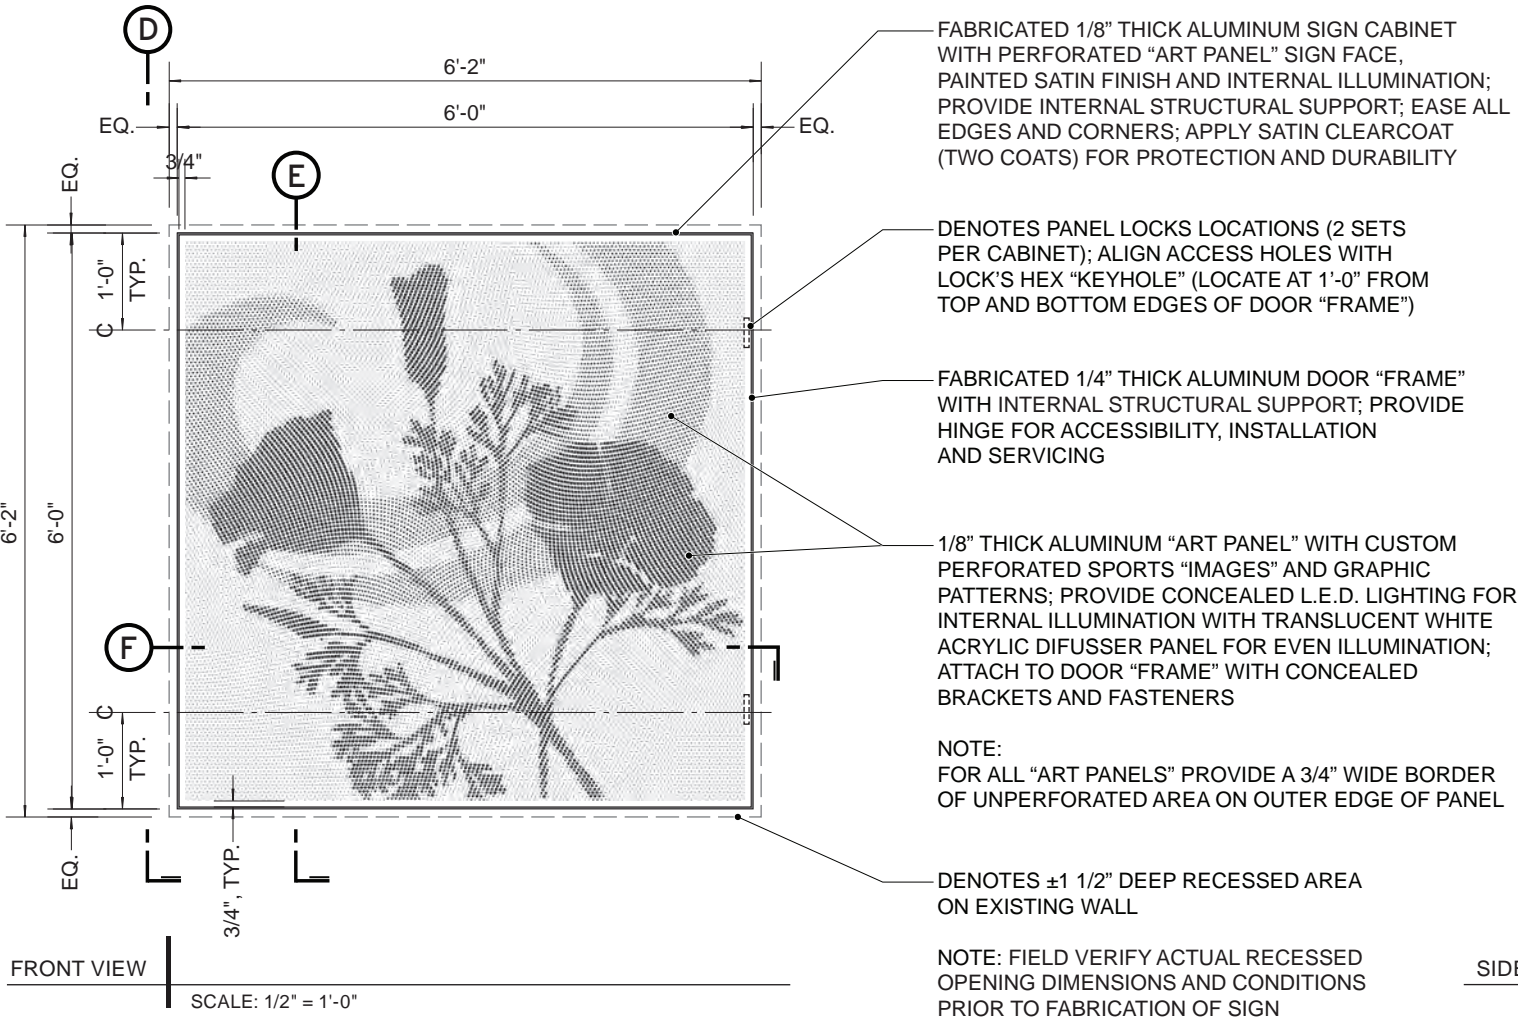 D
6'-2"
6'-0"
EQ.
EQ.
3/4"
E
EQ.
1'-0"
TYP.
C
6'-2"
6'-0"
F
C
1'-0"
TYP.
EQ.
3/4", TYP.
FRONT VIEW
SCALE: 1/2" = 1'-0"
FABRICATED 1/8” THICK ALUMINUM SIGN CABINET
WITH PERFORATED “ART PANEL” SIGN FACE,
PAINTED SATIN FINISH AND INTERNAL ILLUMINATION;
PROVIDE INTERNAL STRUCTURAL SUPPORT; EASE ALL
EDGES AND CORNERS; APPLY SATIN CLEARCOAT
(TWO COATS) FOR PROTECTION AND DURABILITY
DENOTES PANEL LOCKS LOCATIONS (2 SETS
PER CABINET); ALIGN ACCESS HOLES WITH
LOCK’S HEX “KEYHOLE” (LOCATE AT 1’-0” FROM
TOP AND BOTTOM EDGES OF DOOR “FRAME”)
FABRICATED 1/4” THICK ALUMINUM DOOR “FRAME”
WITH INTERNAL STRUCTURAL SUPPORT; PROVIDE
HINGE FOR ACCESSIBILITY, INSTALLATION
AND SERVICING
1/8” THICK ALUMINUM “ART PANEL” WITH CUSTOM
PERFORATED SPORTS “IMAGES” AND GRAPHIC
PATTERNS; PROVIDE CONCEALED L.E.D. LIGHTING FOR
INTERNAL ILLUMINATION WITH TRANSLUCENT WHITE
ACRYLIC DIFUSSER PANEL FOR EVEN ILLUMINATION;
ATTACH TO DOOR “FRAME” WITH CONCEALED
BRACKETS AND FASTENERS
NOTE:
FOR ALL “ART PANELS” PROVIDE A 3/4” WIDE BORDER
OF UNPERFORATED AREA ON OUTER EDGE OF PANEL
DENOTES ±1 1/2” DEEP RECESSED AREA
ON EXISTING WALL
NOTE: FIELD VERIFY ACTUAL RECESSED
OPENING DIMENSIONS AND CONDITIONS
PRIOR TO FABRICATION OF SIGN